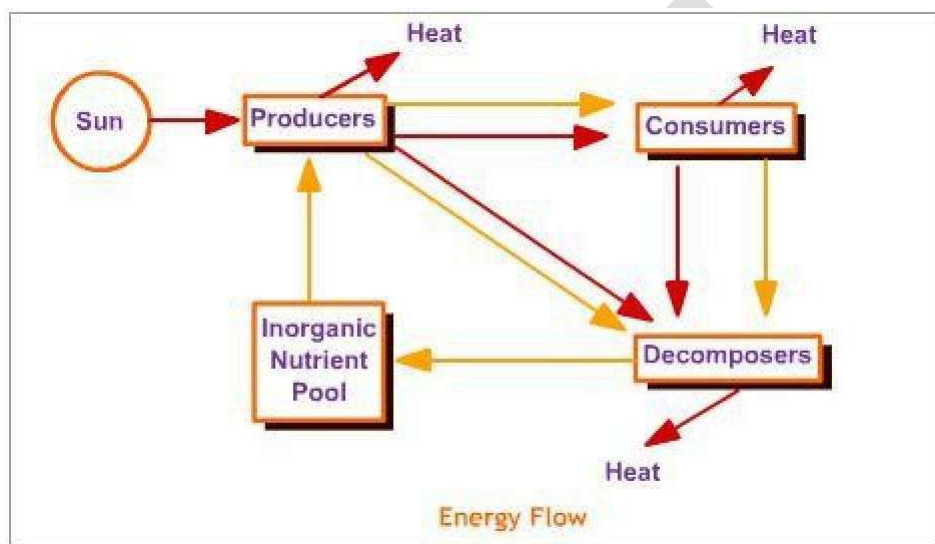 Heat
Heat
Sun
Producers
Consumers
Inorganic
Nutrient
Pool
Decomposers
Heat
Energy Flow